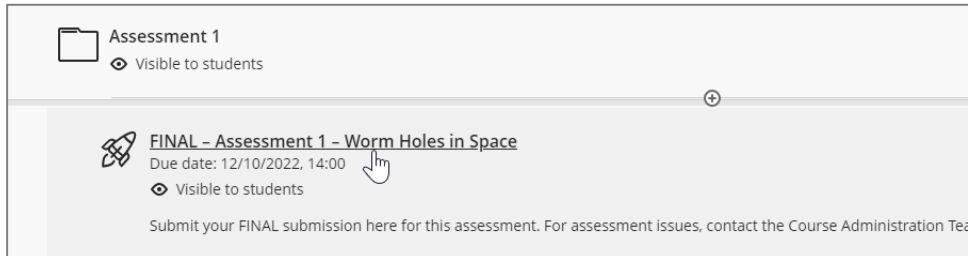 Assessment 1
Visible to students
FINAL – Assessment 1 – Worm Holes in Space
Due date: 12/10/2022, 14:00
Visible to students
Submit your FINAL submission here for this assessment. For assessment issues, contact the Course Administration